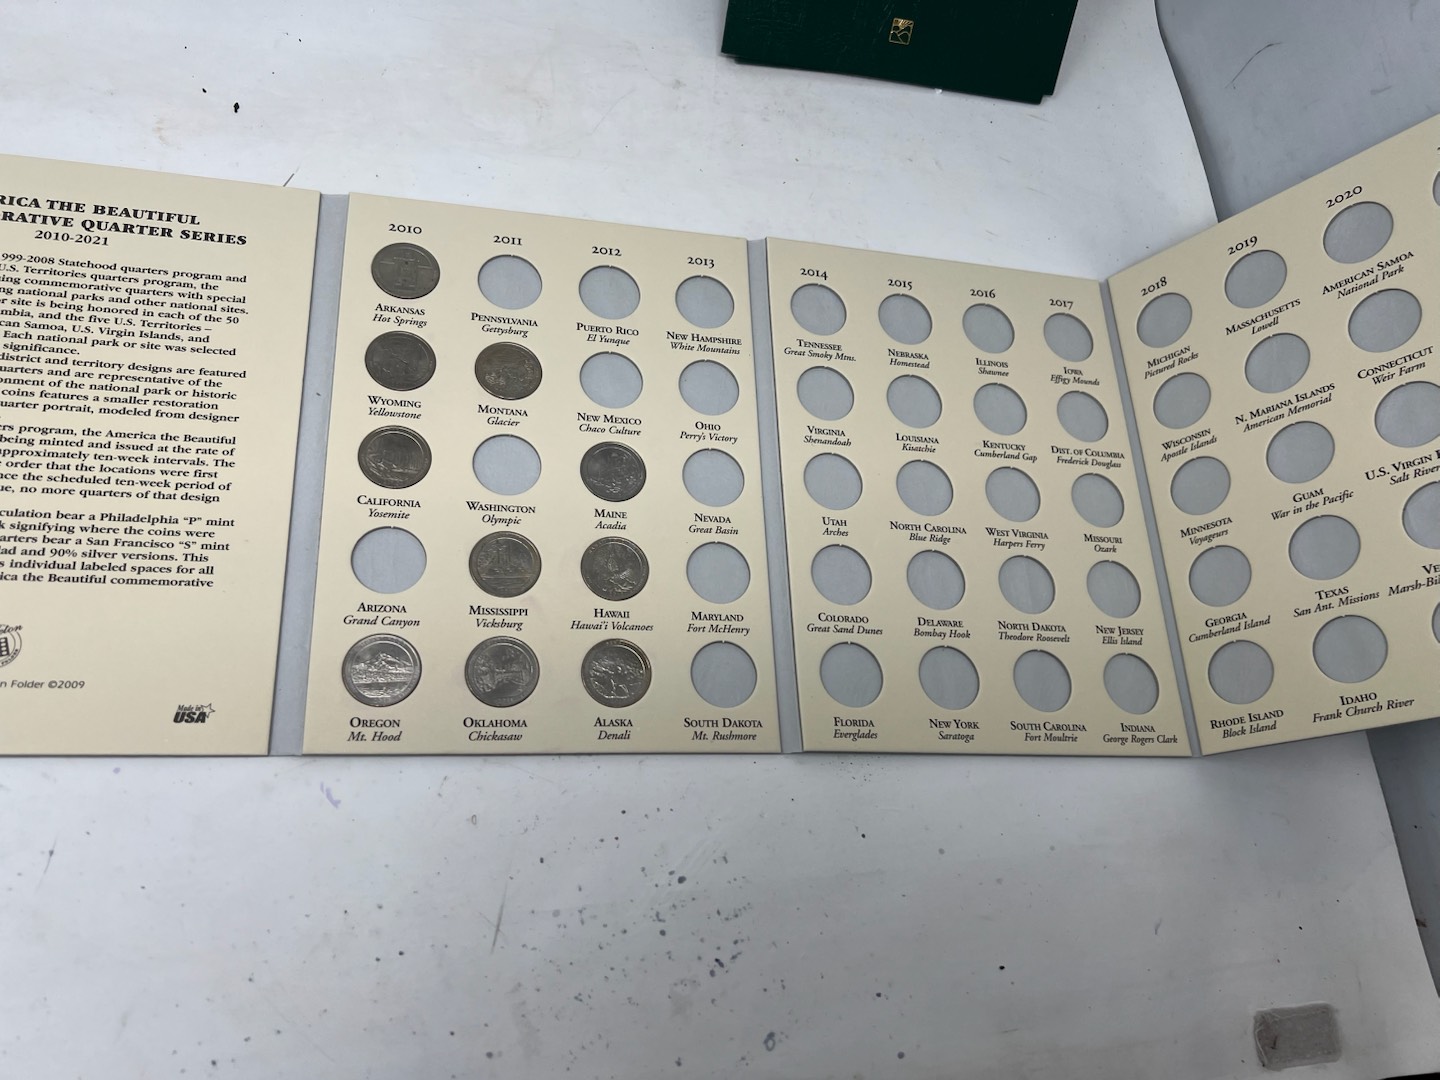 RICA THE BEAUTIFUL
RATIVE QUARTER SERIES
2010-2021
999-2008 Statehood quarters program and
U.S. Territories quarters program, the
ing commemorative quarters with special
ng national parks and other national sites.
r site is being honored in each of the 50
mbia, and the five U.S. Territories –
can Samoa, U.S. Virgin Islands, and
Each national park or site was selected
significance.
district and territory designs are featured
uarters and are representative of the
onment of the national park or historic
coins features a smaller restoration
quarter portrait, modeled from designer
ers program, the America the Beautiful
being minted and issued at the rate of
approximately ten-week intervals. The
e order that the locations were first
nce the scheduled ten-week period of
ue, no more quarters of that design
culation bear a Philadelphia “P” mint
k signifying where the coins were
arters bear a San Francisco “S” mint
lad and 90% silver versions. This
s individual labeled spaces for all
ica the Beautiful commemorative
n Folder ©2009
Made in
USA
2010
ARKANSAS
Hot Springs
WYOMING
Yellowstone
CALIFORNIA
Yosemite
ARIZONA
Grand Canyon
OREGON
Mt. Hood
2011
PENNSYLVANIA
Gettysburg
MONTANA
Glacier
WASHINGTON
Olympic
MISSISSIPPI
Vicksburg
OKLAHOMA
Chickasaw
2012
PUERTO RICO
El Yunque
NEW MEXICO
Chaco Culture
MAINE
Acadia
HAWAII
Hawai'i Volcanoes
ALASKA
Denali
2013
NEW HAMPSHIRE
White Mountains
OHIO
Perry's Victory
NEVADA
Great Basin
MARYLAND
Fort McHenry
SOUTH DAKOTA
Mt. Rushmore
2014
TENNESSEE
Great Smoky Mtns.
VIRGINIA
Shenandoah
UTAH
Arches
COLORADO
Great Sand Dunes
FLORIDA
Everglades
2015
NEBRASKA
Homestead
LOUISIANA
Kisatchie
NORTH CAROLINA
Blue Ridge
DELAWARE
Bombay Hook
NEW YORK
Saratoga
2016
ILLINOIS
Shawnee
KENTUCKY
Cumberland Gap
WEST VIRGINIA
Harpers Ferry
NORTH DAKOTA
Theodore Roosevelt
SOUTH CAROLINA
Fort Moultrie
2017
IOWA
Effigy Mounds
DIST. OF COLUMBIA
Frederick Douglass
MISSOURI
Ozark
NEW JERSEY
Ellis Island
INDIANA
George Rogers Clark
2018
MICHIGAN
Pictured Rocks
WISCONSIN
Apostle Islands
MINNESOTA
Voyageurs
GEORGIA
Cumberland Island
RHODE ISLAND
Block Island
2019
MASSACHUSETTS
Lowell
N. MARIANA ISLANDS
American Memorial
GUAM
War in the Pacific
TEXAS
San Ant. Missions
IDAHO
Frank Church River
2020
AMERICAN SAMOA
National Park
CONNECTICUT
Weir Farm
U.S. VIRGIN
Salt River
VE
Marsh-Bil